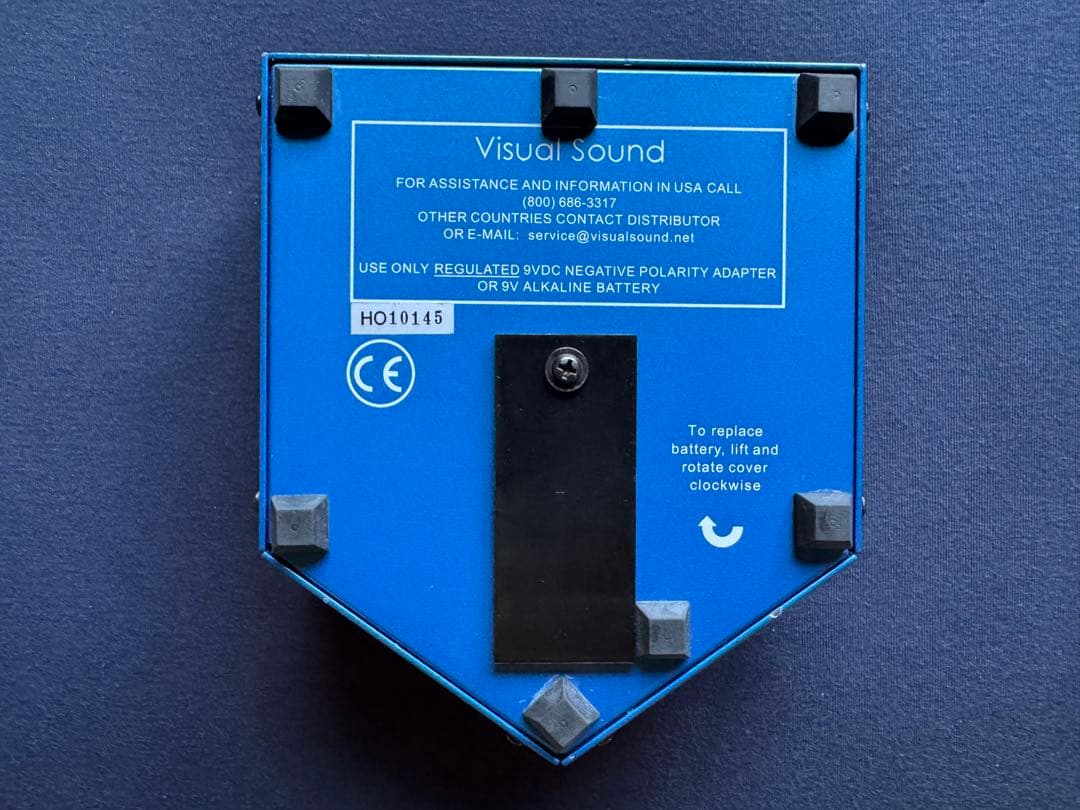 Visual Sound
FOR ASSISTANCE AND INFORMATION IN USA CALL
(800) 686-3317
OTHER COUNTRIES CONTACT DISTRIBUTOR
OR E-MAIL: service@visualsound.net
USE ONLY REGULATED 9VDC NEGATIVE POLARITY ADAPTER
OR 9V ALKALINE BATTERY
HO10145
CE
To replace
battery, lift and
rotate cover
clockwise